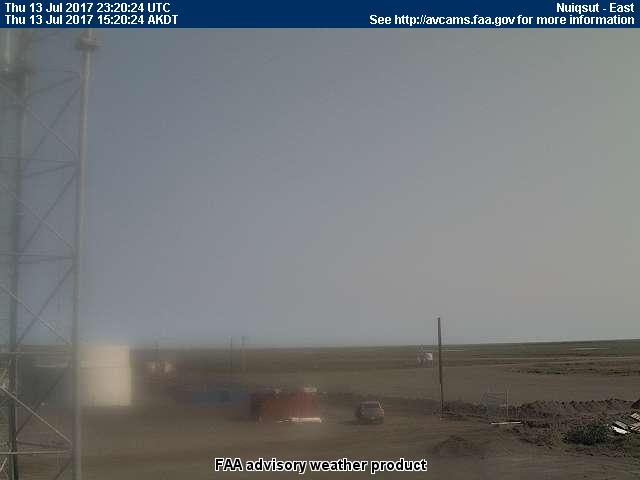 Thu 13 Jul 2017 23:20:24 UTC
Nuiqsut - East
Thu 13 Jul 2017 15:20:24 AKDT
See http://avcams.faa.gov for more information
FAA advisory weather product